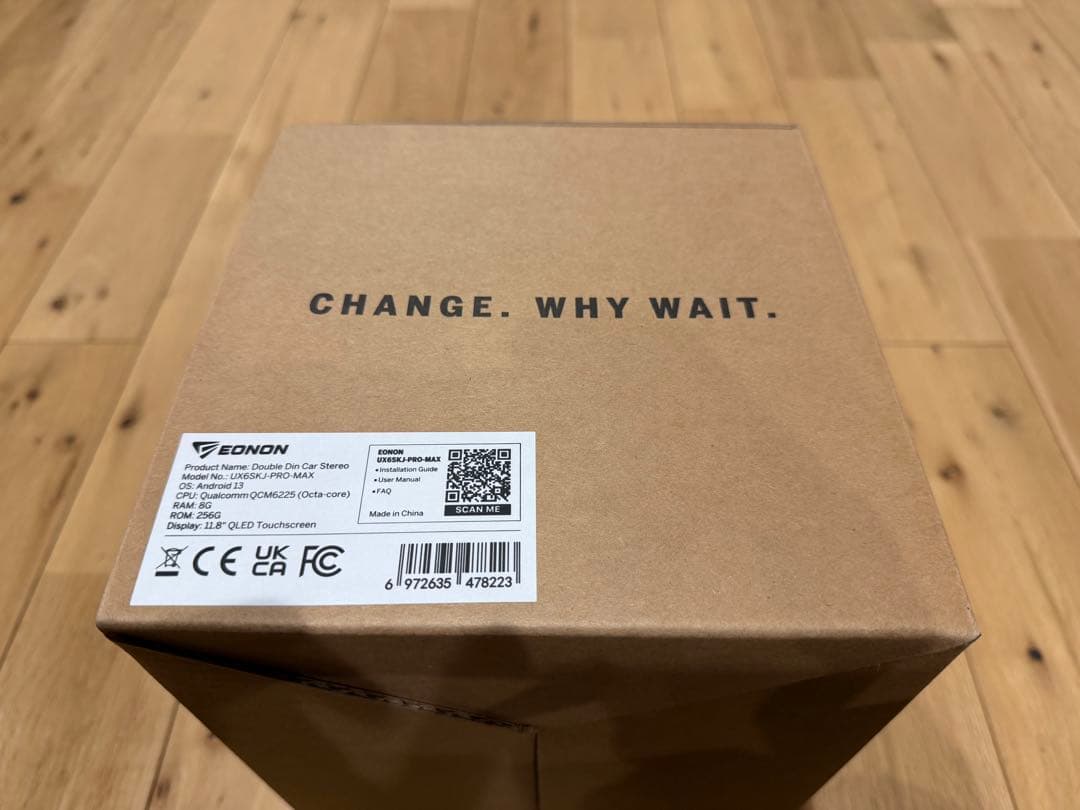 CHANGE. WHY WAIT.
EONON
Product Name: Double Din Car Stereo
Model No.: UX6SKJ-PRO-MAX
OS: Android 13
CPU: Qualcomm QCM6225 (Octa-core)
RAM: 8G
ROM: 256G
Display: 11.8" QLED Touchscreen
EONON
UX6SKJ-PRO-MAX
• Installation Guide
• User Manual
• FAQ
Made in China
SCAN ME
CE UK CA FC
6 972635 478223